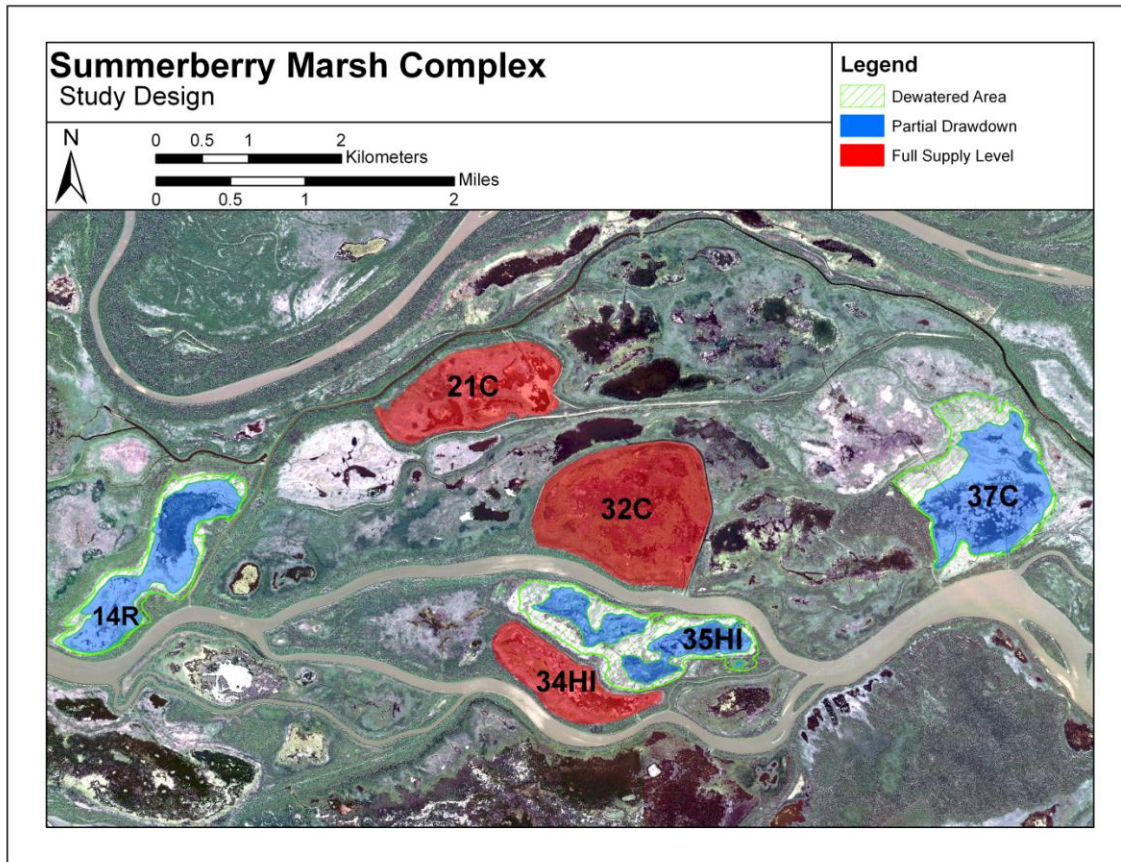 Summerberry Marsh Complex
Study Design
Legend
Dewatered Area
Partial Drawdown
Full Supply Level
N
0 0.5 1 2
Kilometers
Miles
0 0.5 1 2
21C
32C
37C
14R
35HI
34HI